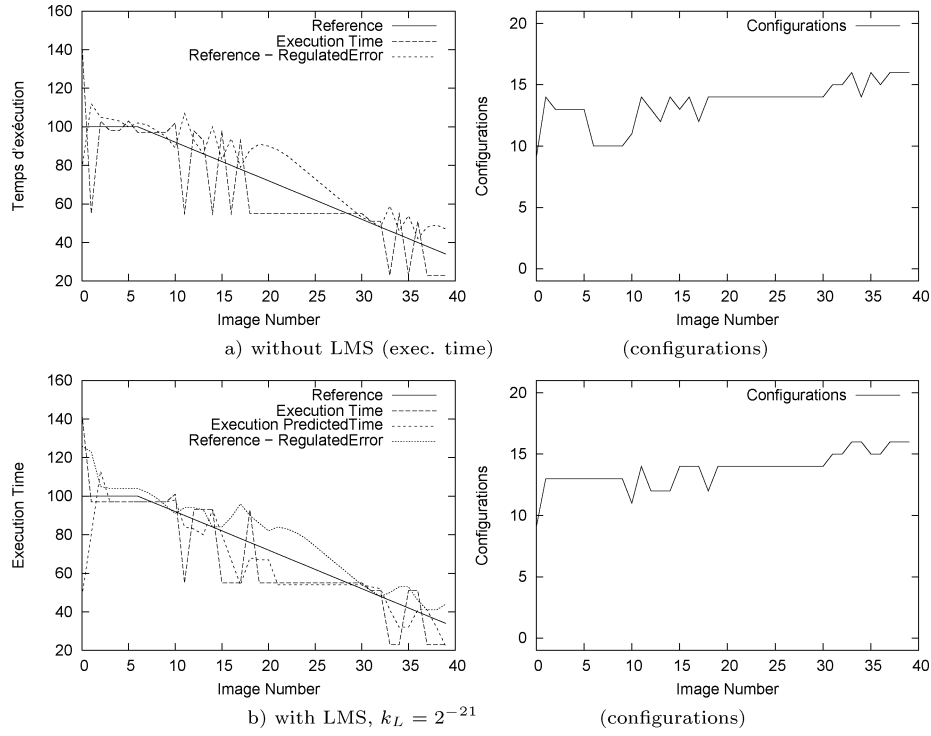 Temps d'exécution
160
140
120
100
80
60
40
20
0 5 10 15 20 25 30 35 40
Image Number
Reference
Execution Time
Reference – RegulatedError
Configurations
20
15
10
5
0
0 5 10 15 20 25 30 35 40
Image Number
Configurations
a) without LMS (exec. time)
(configurations)
Execution Time
160
140
120
100
80
60
40
20
0 5 10 15 20 25 30 35 40
Image Number
Reference
Execution Time
Execution PredictedTime
Reference – RegulatedError
Configurations
20
15
10
5
0
0 5 10 15 20 25 30 35 40
Image Number
Configurations
b) with LMS, k_L = 2^{-21}
(configurations)